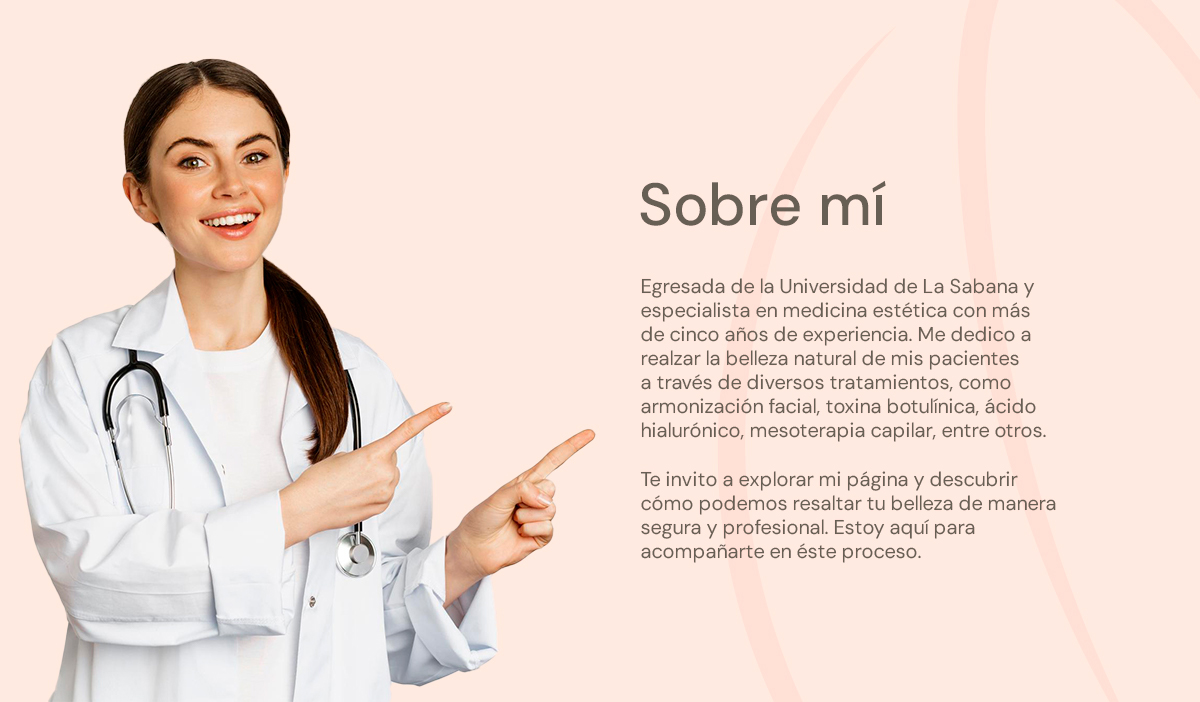 Sobre mí
Egresada de la Universidad de La Sabana y
especialista en medicina estética con más
de cinco años de experiencia. Me dedico a
realzar la belleza natural de mis pacientes
a través de diversos tratamientos, como
armonización facial, toxina botulínica, ácido
hialurónico, mesoterapia capilar, entre otros.
Te invito a explorar mi página y descubrir
cómo podemos resaltar tu belleza de manera
segura y profesional. Estoy aquí para
acompañarte en éste proceso.